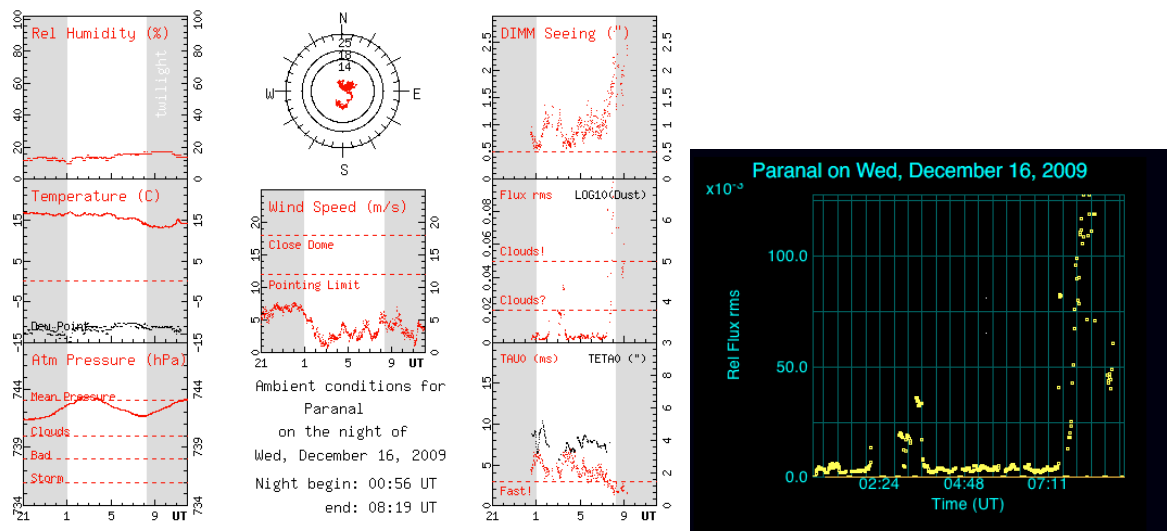 Rel Humidity (%)
100
80
60
40
20
0
100
80
60
40
20
0
twilight
Temperature (C)
15
5
-5
-15
15
5
-5
-15
Dew Point
Atm Pressure (hPa)
744
739
734
744
739
734
Mean Pressure
Clouds
Bad
Storm
21 1 5 9 UT
N
25
18
14
W E
S
Wind Speed (m/s)
20
15
10
5
0
20
15
10
5
0
Close Dome
Pointing Limit
21 1 5 9 UT
Ambient conditions for
Paranal
on the night of
Wed, December 16, 2009
Night begin: 00:56 UT
end: 08:19 UT
DIMM Seeing (")
2.5
2
1.5
1
0.5
2.5
2
1.5
1
0.5
Flux rms LOG10(Dust)
0.08
0.06
0.04
0.02
0
6
5
4
3
Clouds!
Clouds?
TAU0 (ms) TETA0 (")
15
10
5
0
5
4
3
2
1
0
Fast!
21 1 5 9 UT
Paranal on Wed, December 16, 2009
x10⁻³
100.0
50.0
0.0
Rel Flux rms
02:24 04:48 07:11
Time (UT)